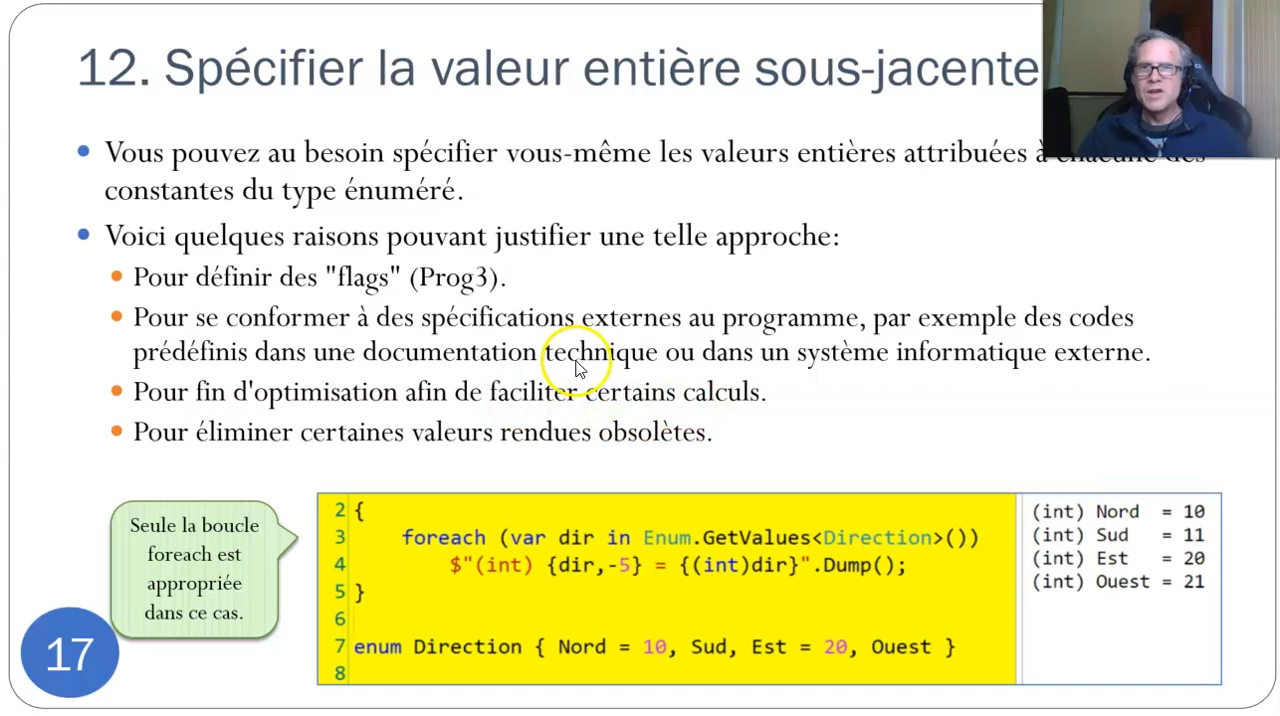 12. Spécifier la valeur entière sous-jacente
Vous pouvez au besoin spécifier vous-même les valeurs entières attribuées à chacune des
constantes du type énuméré.
Voici quelques raisons pouvant justifier une telle approche:
Pour définir des "flags" (Prog3).
Pour se conformer à des spécifications externes au programme, par exemple des codes
prédéfinis dans une documentation technique ou dans un système informatique externe.
Pour fin d'optimisation afin de faciliter certains calculs.
Pour éliminer certaines valeurs rendues obsolètes.
Seule la boucle
foreach est
appropriée
dans ce cas.
2 {
3 foreach (var dir in Enum.GetValues<Direction>())
4 $"(int) {dir,-5} = {(int)dir}".Dump();
5 }
6
7 enum Direction { Nord = 10, Sud, Est = 20, Ouest }
8
(int) Nord = 10
(int) Sud = 11
(int) Est = 20
(int) Ouest = 21
17